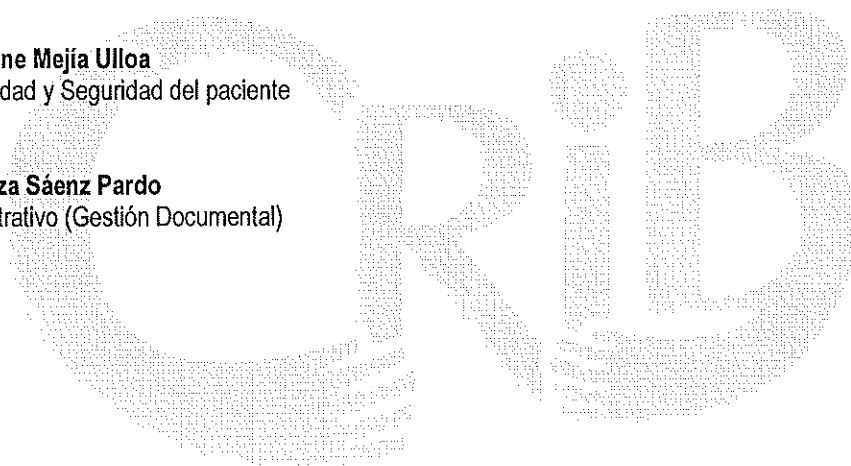 ne Mejía Ulloa
dad y Seguridad del paciente
za Sáenz Pardo
trativo (Gestión Documental)
CRiB